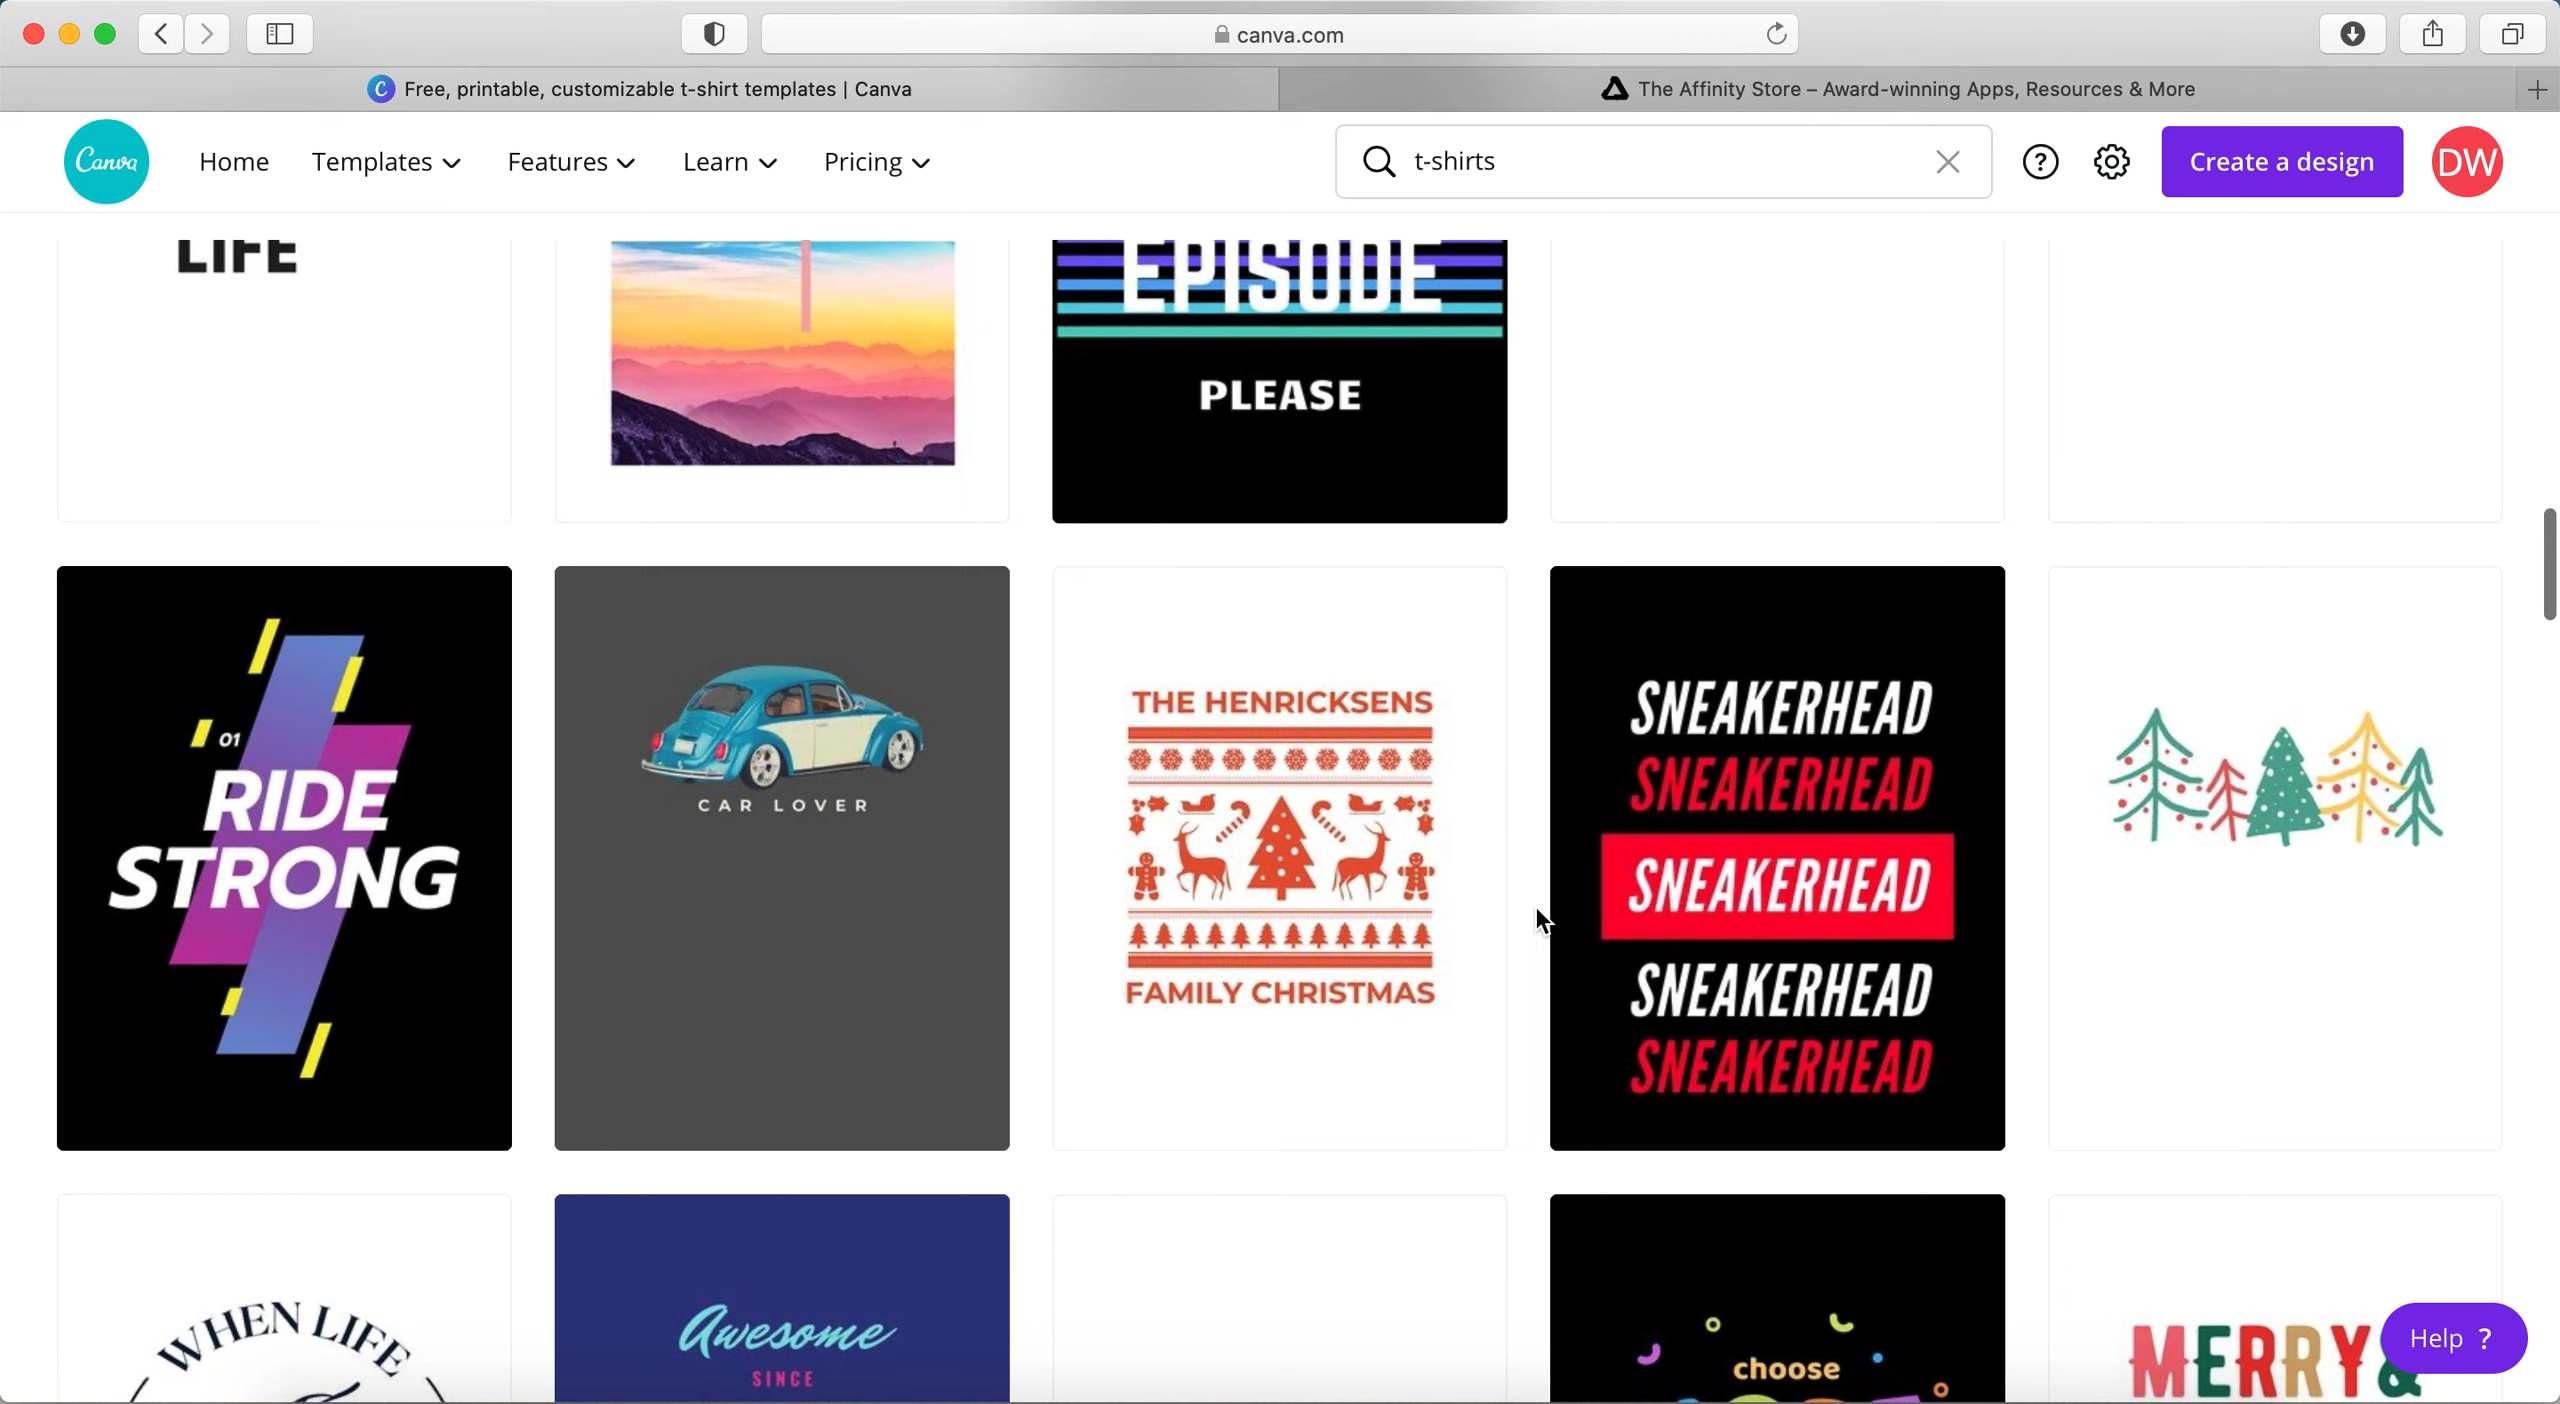 canva.com
C Free, printable, customizable t-shirt templates | Canva
The Affinity Store – Award-winning Apps, Resources & More
Canva
Home
Templates
Features
Learn
Pricing
t-shirts
Create a design
DW
LIFE
EPISODE
PLEASE
01
RIDE
STRONG
CAR LOVER
THE HENRICKSENS
FAMILY CHRISTMAS
SNEAKERHEAD
SNEAKERHEAD
SNEAKERHEAD
SNEAKERHEAD
SNEAKERHEAD
WHEN LIFE
Awesome
SINCE
choose
MERRY &
Help ?